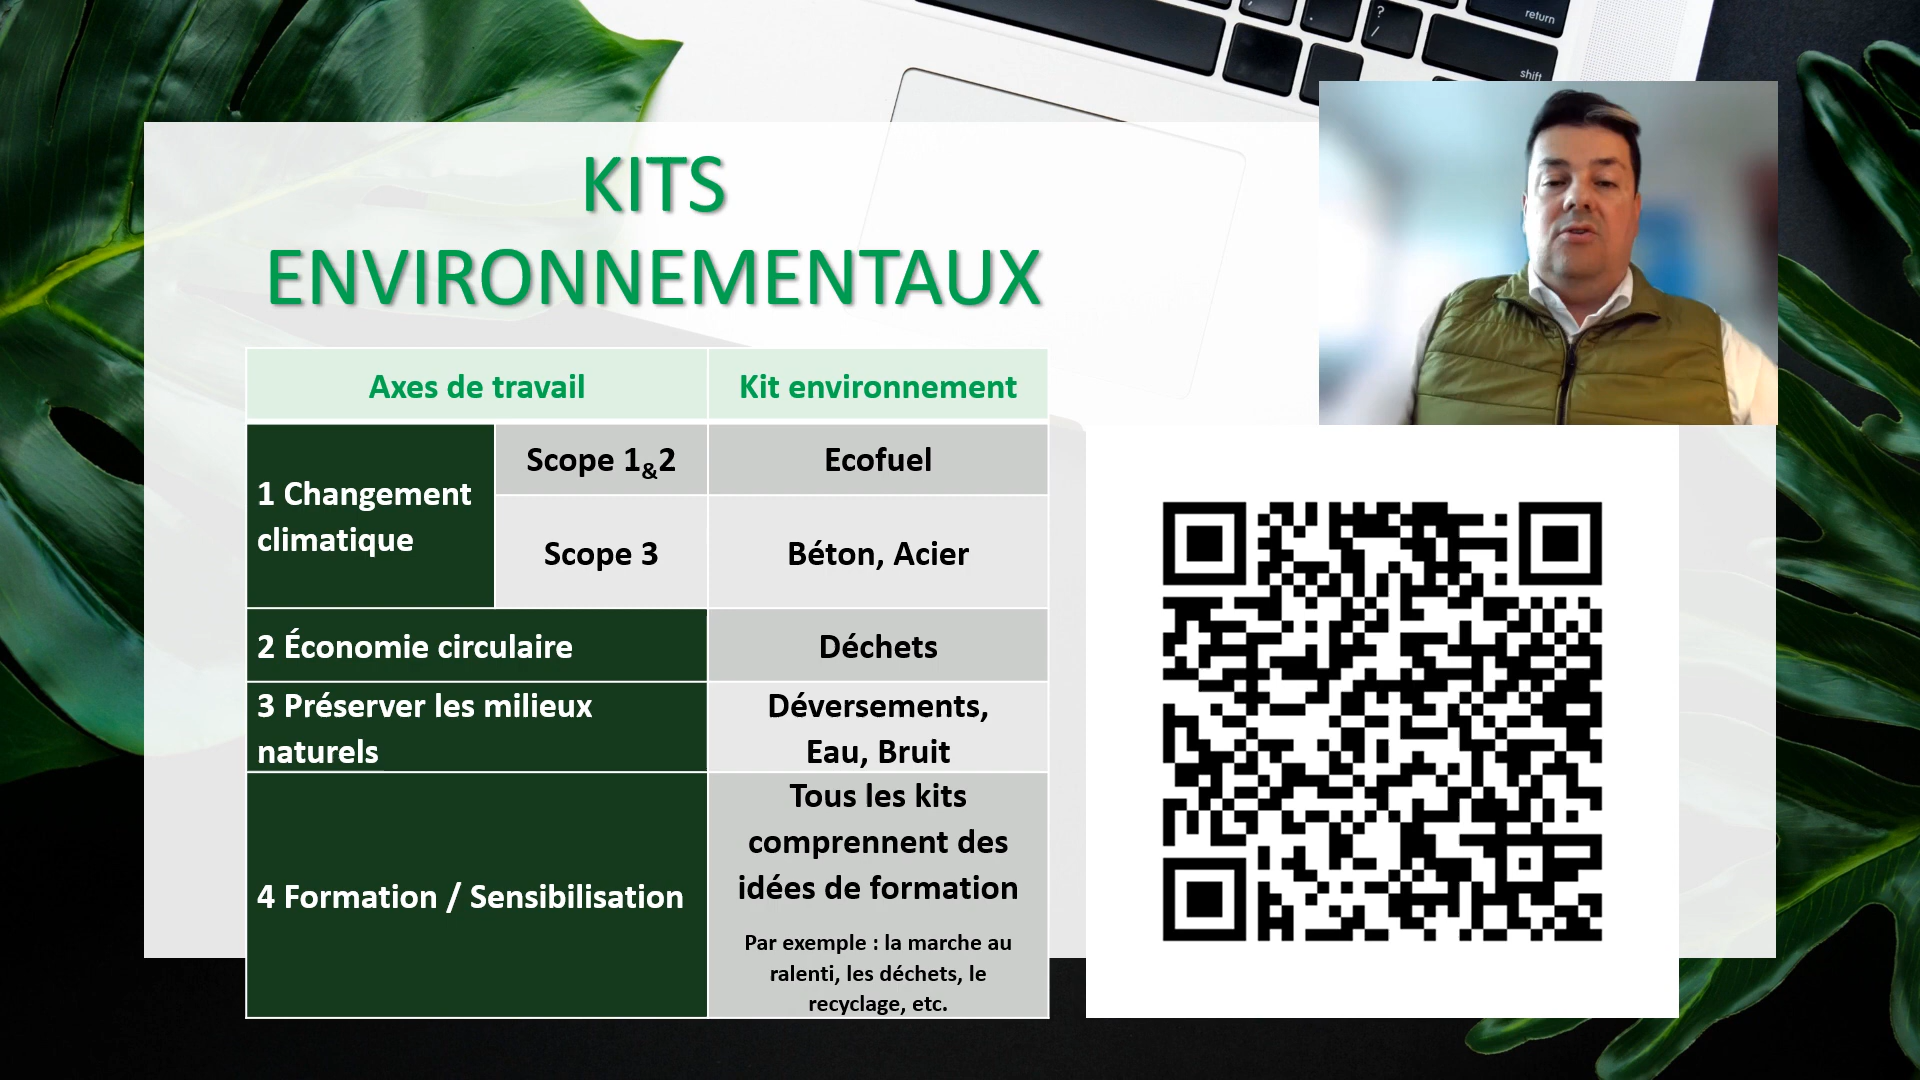 return
?
/
shift
KITS
ENVIRONNEMENTAUX
Axes de travail
Kit environnement
1 Changement
climatique
Scope 1&2
Ecofuel
Scope 3
Béton, Acier
2 Économie circulaire
Déchets
3 Préserver les milieux
naturels
Déversements,
Eau, Bruit
4 Formation / Sensibilisation
Tous les kits
comprennent des
idées de formation
Par exemple : la marche au
ralenti, les déchets, le
recyclage, etc.